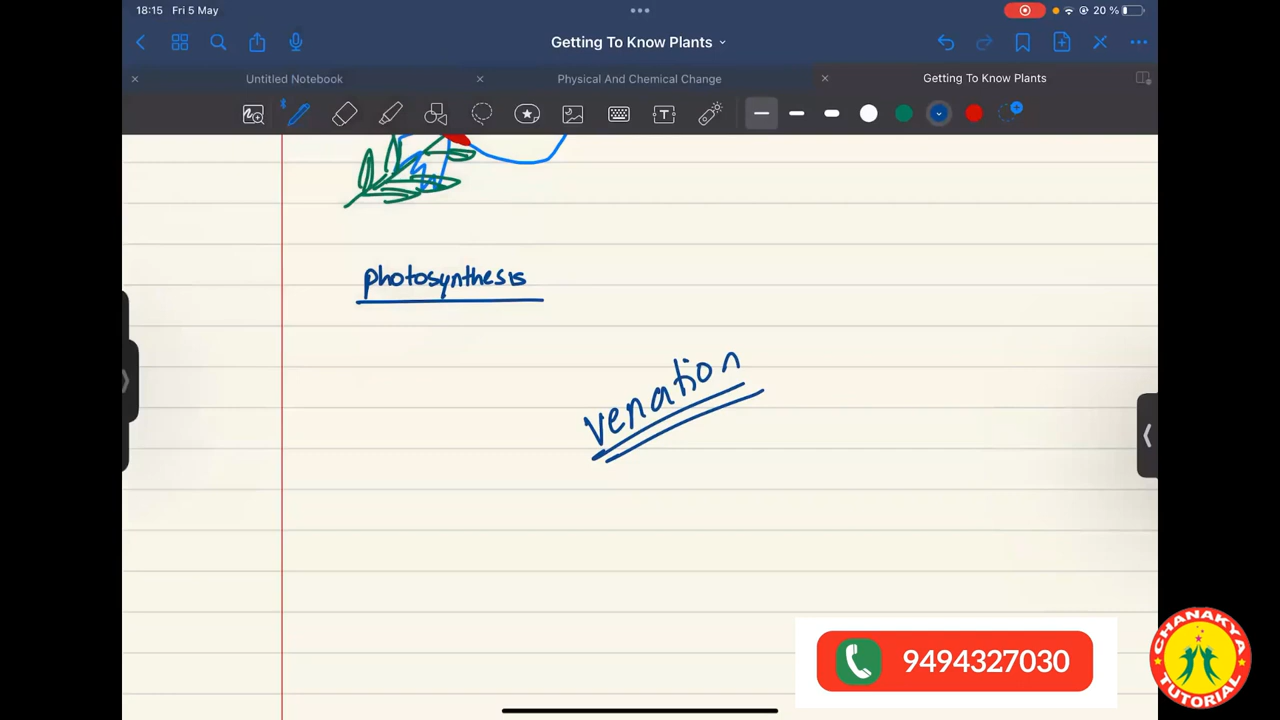 18:15 Fri 5 May
20 %
Getting To Know Plants
Untitled Notebook
Physical And Chemical Change
Getting To Know Plants
photosynthesis
venation
9494327030
CHANAKYA
TUTORIAL